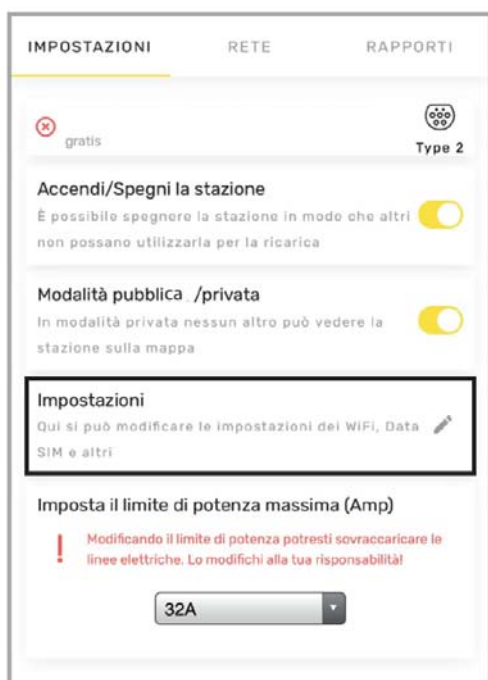 IMPOSTAZIONI RETE RAPPORTI
gratis
Type 2
Accendi/Spegni la stazione
È possibile spegnere la stazione in modo che altri
non possano utilizzarla per la ricarica
Modalità pubblica /privata
In modalità privata nessun altro può vedere la
stazione sulla mappa
Impostazioni
Qui si può modificare le impostazioni dei WiFi, Data
SIM e altri
Imposta il limite di potenza massima (Amp)
! Modificando il limite di potenza potresti sovraccaricare le
linee elettriche. Lo modifichi alla tua risponsabilità!
32A